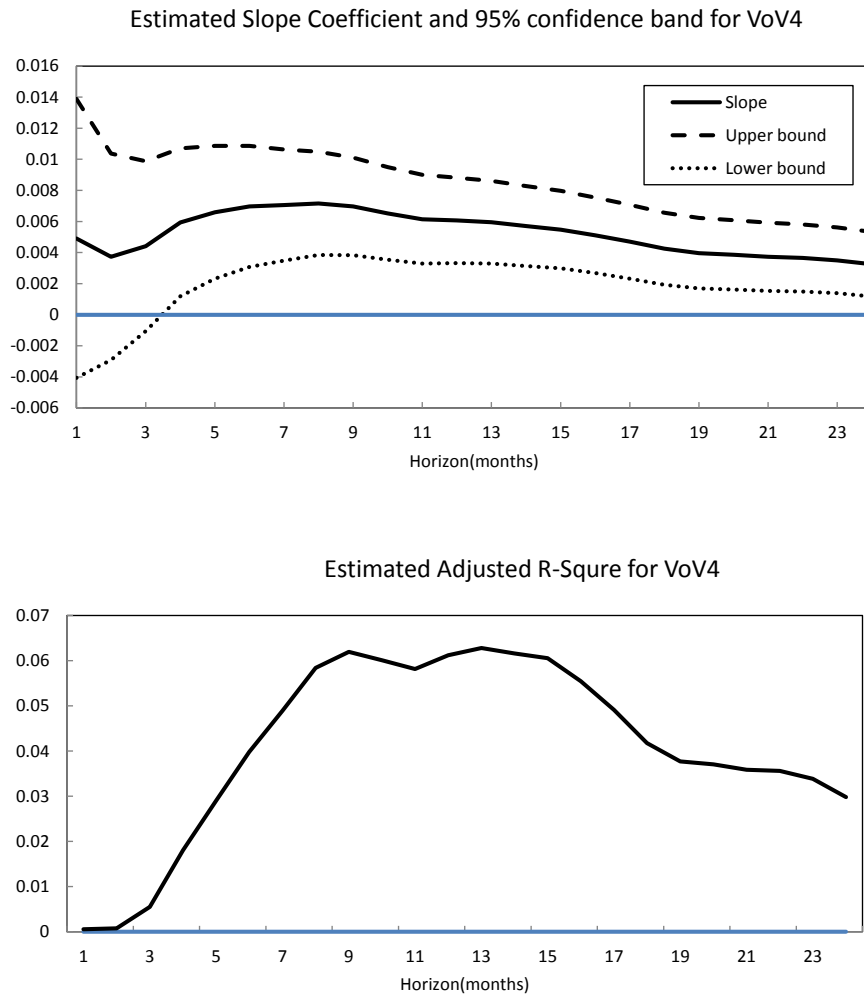 Estimated Slope Coefficient and 95% confidence band for VoV4
0.016
0.014
0.012
0.01
0.008
0.006
0.004
0.002
0
-0.002
-0.004
-0.006
Slope
Upper bound
Lower bound
1 3 5 7 9 11 13 15 17 19 21 23
Horizon(months)
Estimated Adjusted R-Squre for VoV4
0.07
0.06
0.05
0.04
0.03
0.02
0.01
0
1 3 5 7 9 11 13 15 17 19 21 23
Horizon(months)